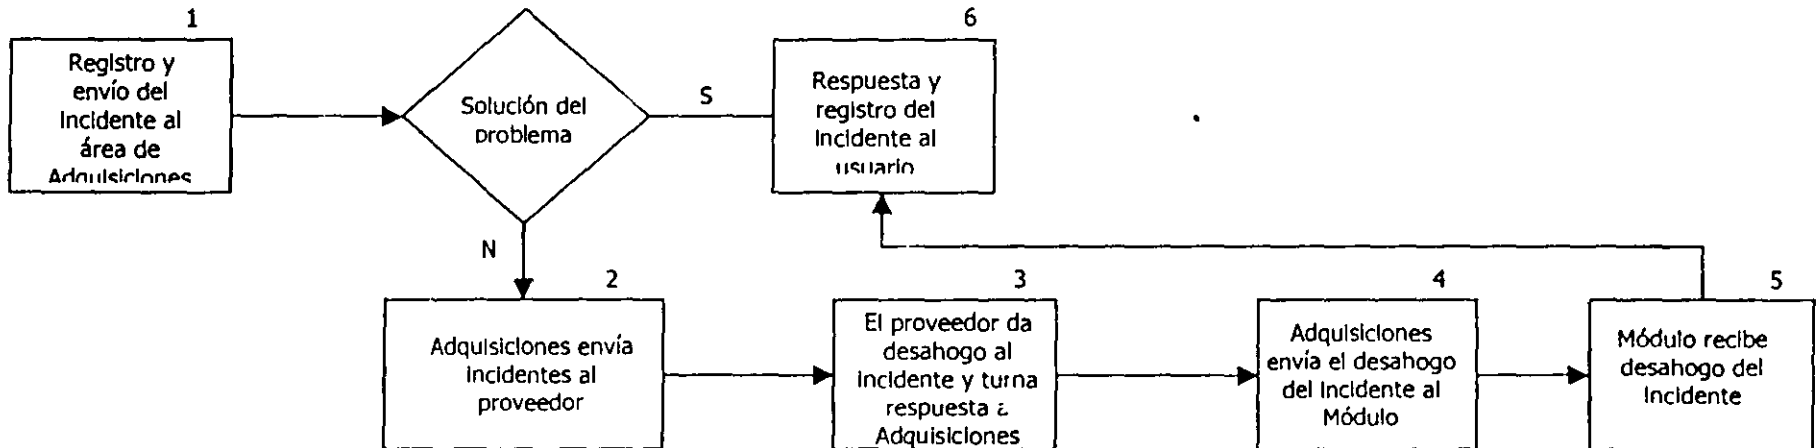 1
Registro y
envío del
Incidente al
área de
Adquisiciones
Solución del
problema
S
N
6
Respuesta y
registro del
Incidente al
usuario
2
Adquisiciones envía
incidentes al
proveedor
3
El proveedor da
desahogo al
incidente y turna
respuesta a
Adquisiciones
4
Adquisiciones
envía el desahogo
del Incidente al
Módulo
5
Módulo recibe
desahogo del
Incidente